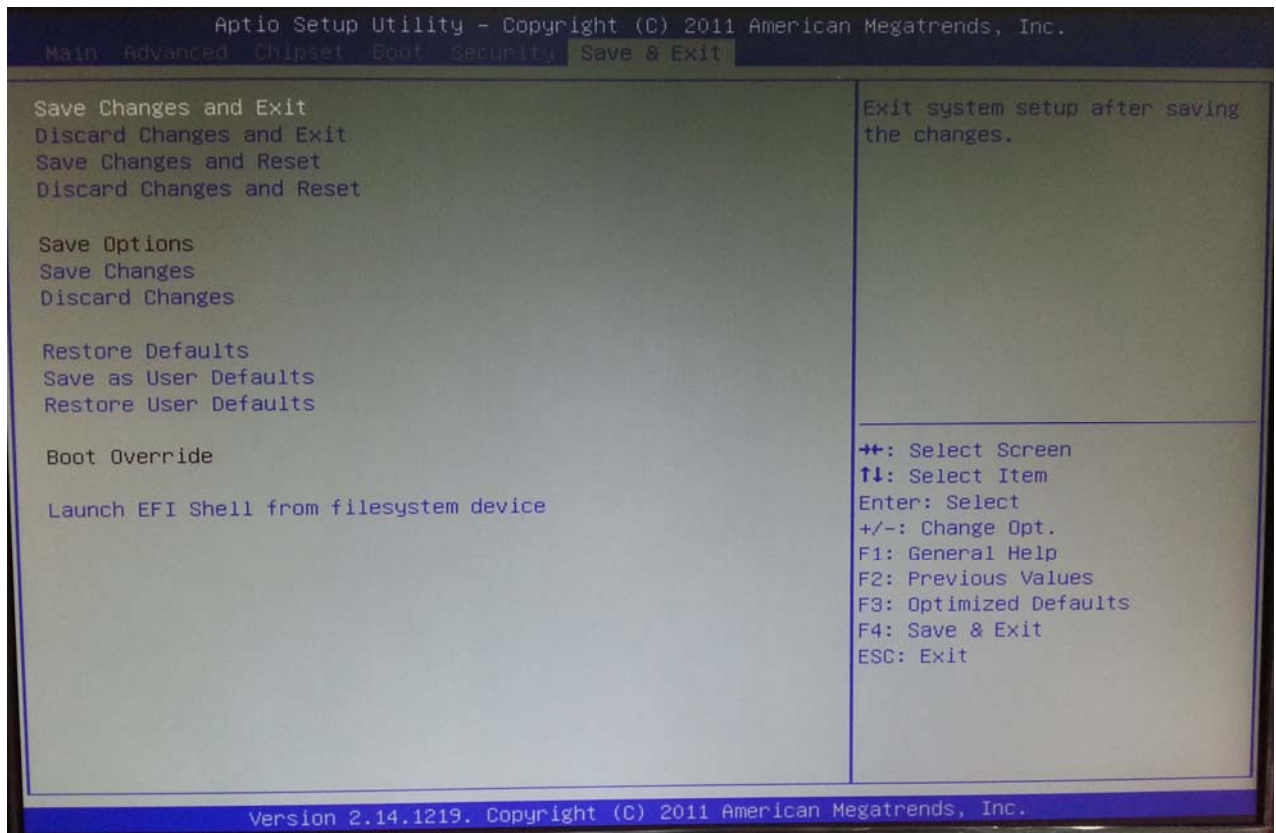 Aptio Setup Utility – Copyright (C) 2011 American Megatrends, Inc.
Main Advanced Chipset Boot Security Save & Exit
Save Changes and Exit
Discard Changes and Exit
Save Changes and Reset
Discard Changes and Reset
Save Options
Save Changes
Discard Changes
Restore Defaults
Save as User Defaults
Restore User Defaults
Boot Override
Launch EFI Shell from filesystem device
Exit system setup after saving
the changes.
→←: Select Screen
↑↓: Select Item
Enter: Select
+/-: Change Opt.
F1: General Help
F2: Previous Values
F3: Optimized Defaults
F4: Save & Exit
ESC: Exit
Version 2.14.1219. Copyright (C) 2011 American Megatrends, Inc.